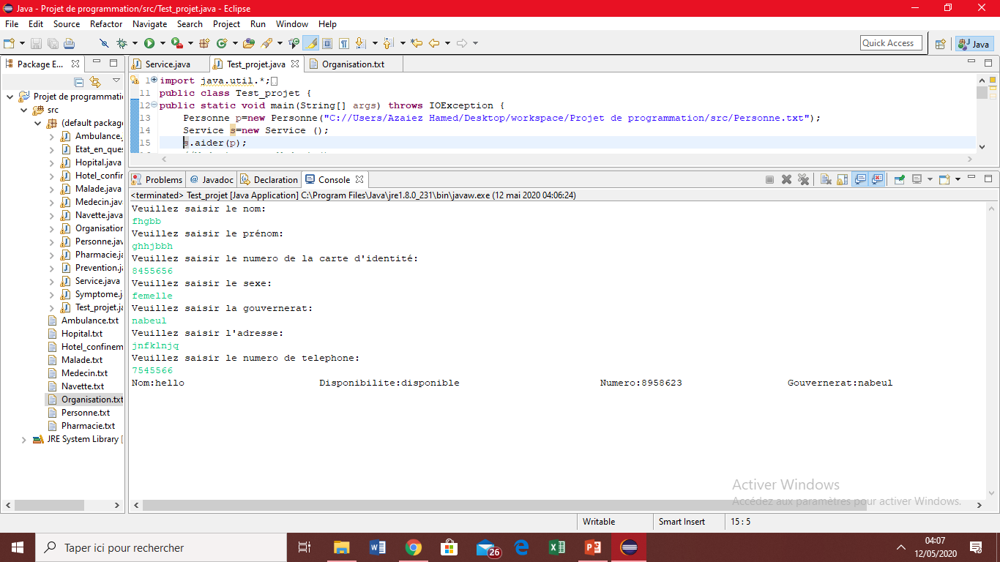 Java - Projet de programmation/src/Test_projet.java - Eclipse
File Edit Source Refactor Navigate Search Project Run Window Help
Quick Access
Java
Package E...
Service.java Test_projet.java Organisation.txt
Projet de programmati
src
(default package
Ambulance.
Etat_en_ques
Hopital.java
Hotel_confir
Malade.java
Medecin.jav
Navette.java
Organisation
Personne.jav
Pharmacie.ja
Prevention.j
Service.java
Symptome.j
Test_projet.ja
Ambulance.txt
Hopital.txt
Hotel_confinem
Malade.txt
Medecin.txt
Navette.txt
Organisation.txt
Personne.txt
Pharmacie.txt
JRE System Library [
1 import java.util.*;
11 public class Test_projet {
12 public static void main(String[] args) throws IOException {
13 Personne p=new Personne("C://Users/Azaiez Hamed/Desktop/workspace/Projet de programmation/src/Personne.txt");
14 Service s=new Service ();
15 s.aider(p);
Problems @ Javadoc Declaration Console
<terminated> Test_projet [Java Application] C:\Program Files\Java\jre1.8.0_231\bin\javaw.exe (12 mai 2020 04:06:24)
Veuillez saisir le nom:
fhgbb
Veuillez saisir le prénom:
ghhjbbh
Veuillez saisir le numero de la carte d'identité:
8455656
Veuillez saisir le sexe:
femelle
Veuillez saisir la gouvernerat:
nabeul
Veuillez saisir l'adresse:
jnfklnjq
Veuillez saisir le numero de telephone:
7545566
Nom:hello Disponibilite:disponible Numero:8958623 Gouvernerat:nabeul
Activer Windows
Accédez aux paramètres pour activer Windows.
Writable Smart Insert 15 : 5
Taper ici pour rechercher
26
04:07
12/05/2020